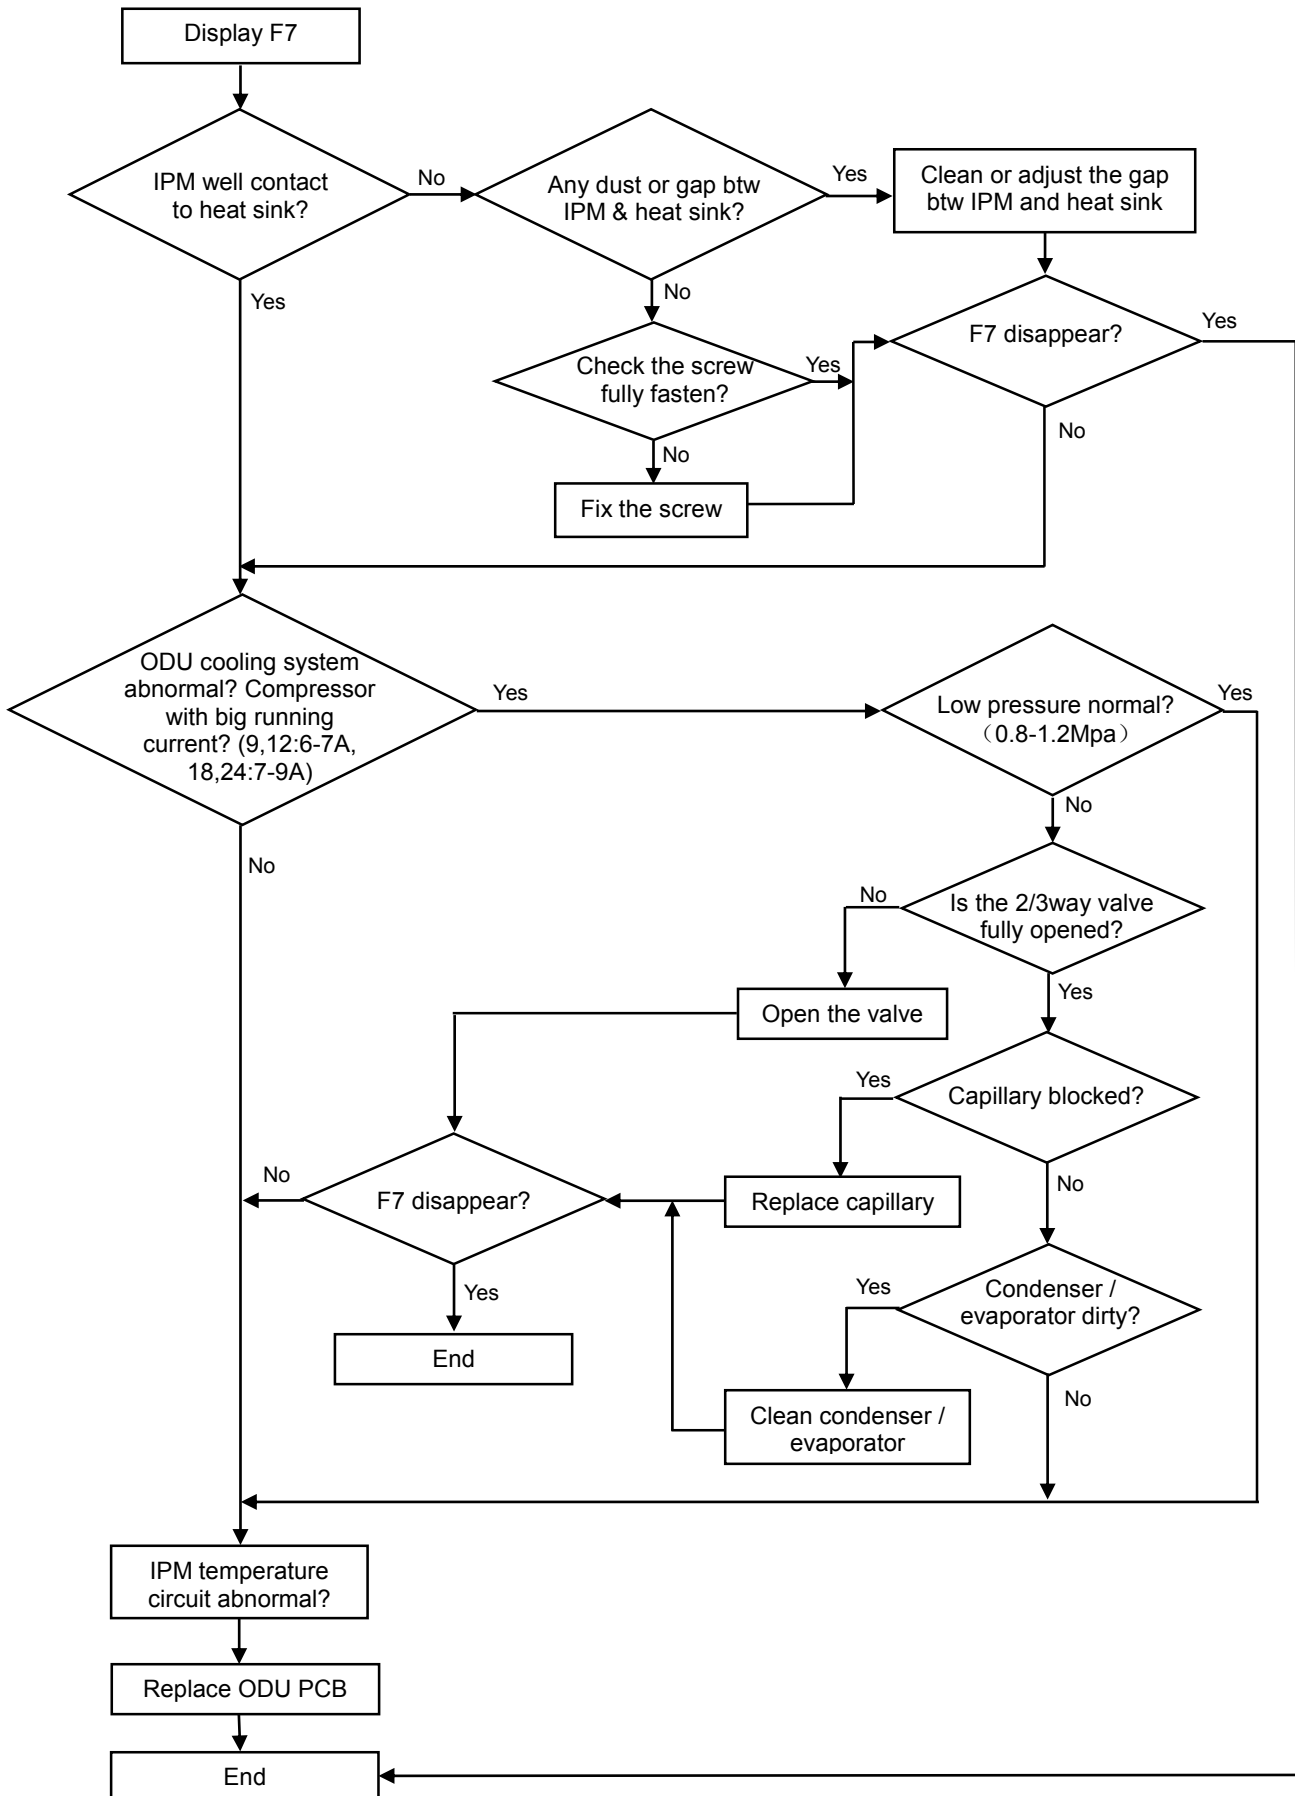 Display F7
IPM well contact
to heat sink?
No
Any dust or gap btw
IPM & heat sink?
Yes
Clean or adjust the gap
btw IPM and heat sink
Yes
No
F7 disappear?
Yes
Check the screw
fully fasten?
Yes
No
No
Fix the screw
ODU cooling system
abnormal? Compressor
with big running
current? (9,12:6-7A,
18,24:7-9A)
Yes
Low pressure normal?
（0.8-1.2Mpa）
Yes
No
No
No
Is the 2/3way valve
fully opened?
Yes
Open the valve
Yes
Capillary blocked?
No
F7 disappear?
No
Replace capillary
Yes
Yes
Condenser /
evaporator dirty?
End
No
Clean condenser /
evaporator
IPM temperature
circuit abnormal?
Replace ODU PCB
End